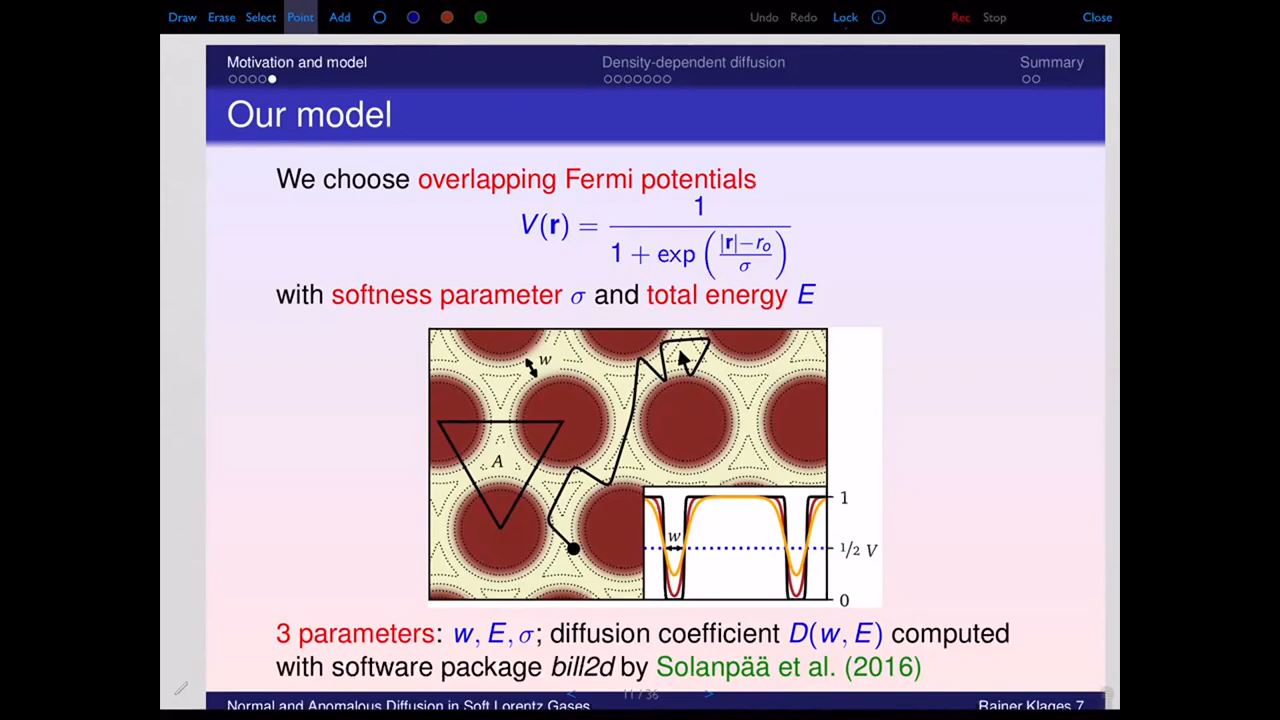 Draw Erase Select Point Add Undo Redo Lock Rec Stop Close
Motivation and model Density-dependent diffusion Summary
Our model
We choose overlapping Fermi potentials
V(r) = 1 / (1 + exp((|r|−r₀)/σ))
with softness parameter σ and total energy E
w
A
w
1
1/2 V
0
3 parameters: w, E, σ; diffusion coefficient D(w, E) computed
with software package bill2d by Solanpää et al. (2016)
11 / 36
Normal and Anomalous Diffusion in Soft Lorentz Gases Rainer Klages 7